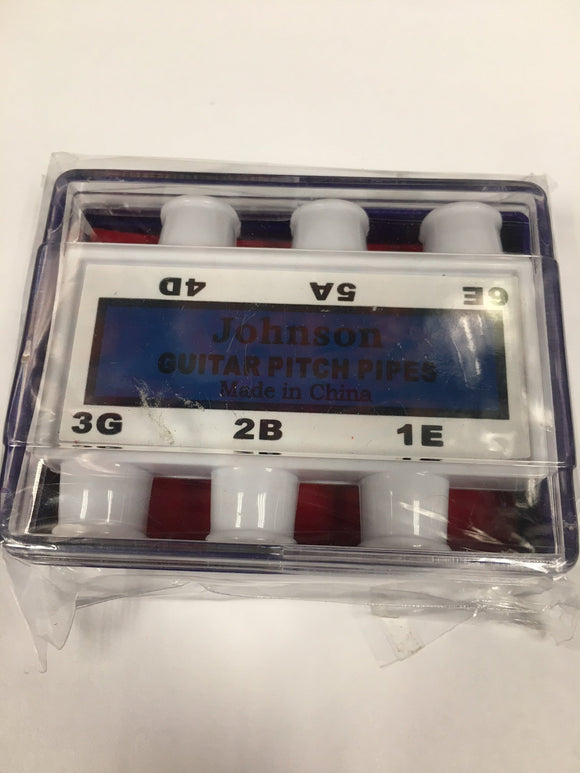 4D 5A 6E
Johnson
GUITAR PITCH PIPES
Made in China
3G 2B 1E